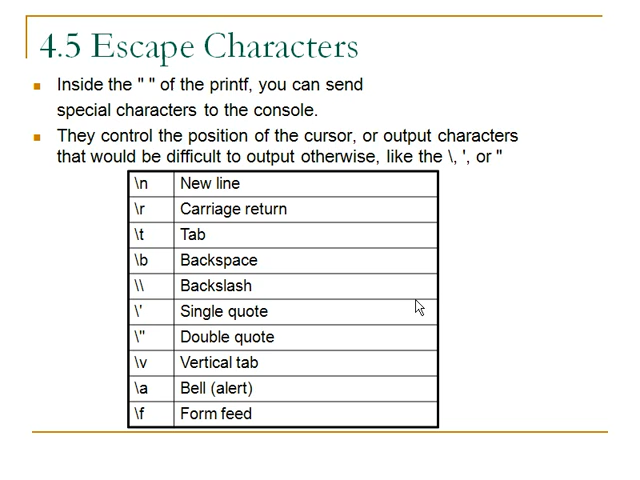 4.5 Escape Characters
Inside the " " of the printf, you can send
special characters to the console.
They control the position of the cursor, or output characters
that would be difficult to output otherwise, like the \, ', or "
\n New line
\r Carriage return
\t Tab
\b Backspace
\\ Backslash
\' Single quote
\" Double quote
\v Vertical tab
\a Bell (alert)
\f Form feed